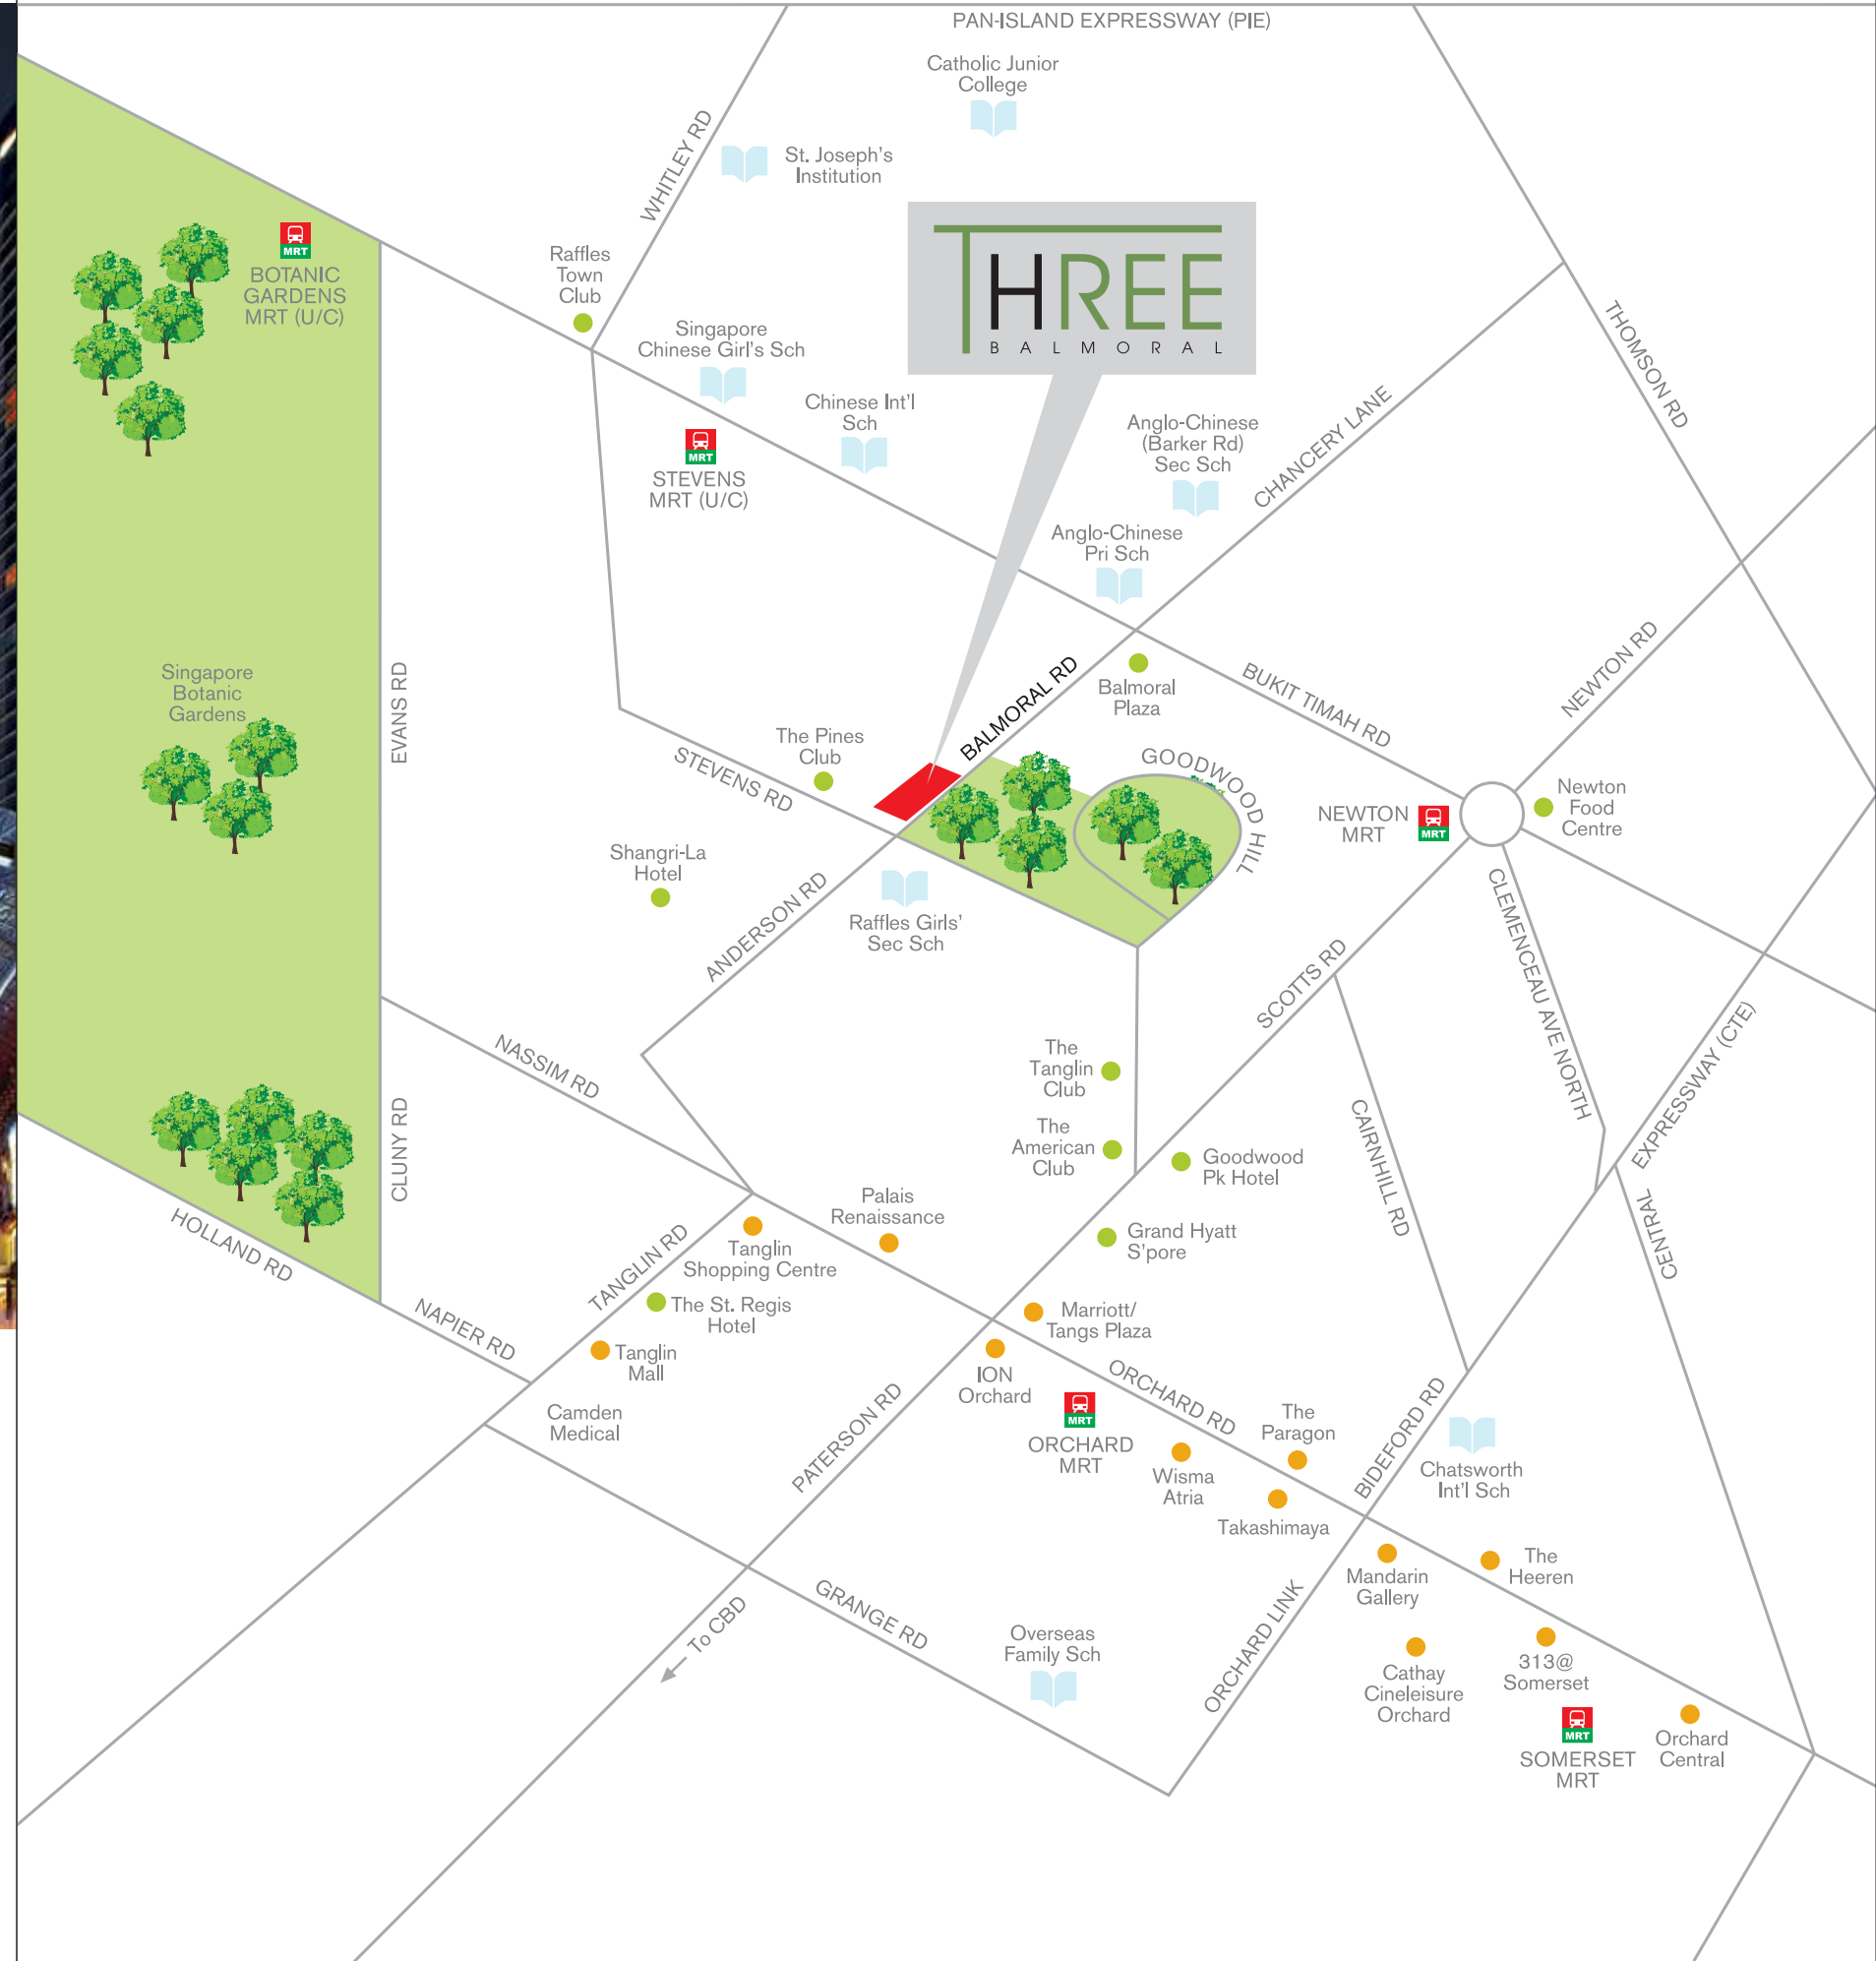 PAN-ISLAND EXPRESSWAY (PIE)
Catholic Junior
College
WHITLEY RD
St. Joseph's
Institution
THREE
BALMORAL
MRT
BOTANIC
GARDENS
MRT (U/C)
Raffles
Town
Club
Singapore
Chinese Girl's Sch
Chinese Int'l
Sch
MRT
STEVENS
MRT (U/C)
Anglo-Chinese
(Barker Rd)
Sec Sch
CHANCERY LANE
THOMSON RD
Anglo-Chinese
Pri Sch
Singapore
Botanic
Gardens
EVANS RD
BALMORAL RD
Balmoral
Plaza
BUKIT TIMAH RD
NEWTON RD
The Pines
Club
STEVENS RD
GOODWOOD HILL
NEWTON
MRT
MRT
Newton
Food
Centre
Shangri-La
Hotel
ANDERSON RD
Raffles Girls'
Sec Sch
CLEMENCEAU AVE NORTH
SCOTTS RD
NASSIM RD
The
Tanglin
Club
The
American
Club
Goodwood
Pk Hotel
CAIRNHILL RD
EXPRESSWAY (CTE)
CENTRAL
CLUNY RD
HOLLAND RD
Palais
Renaissance
Grand Hyatt
S'pore
TANGLIN RD
Tanglin
Shopping Centre
The St. Regis
Hotel
NAPIER RD
Tanglin
Mall
Marriott/
Tangs Plaza
ION
Orchard
ORCHARD RD
MRT
ORCHARD
MRT
Camden
Medical
PATERSON RD
The
Paragon
Wisma
Atria
Takashimaya
BIDEFORD RD
Chatsworth
Int'l Sch
Mandarin
Gallery
The
Heeren
GRANGE RD
To CBD
Overseas
Family Sch
ORCHARD LINK
Cathay
Cineleisure
Orchard
313@
Somerset
MRT
SOMERSET
MRT
Orchard
Central